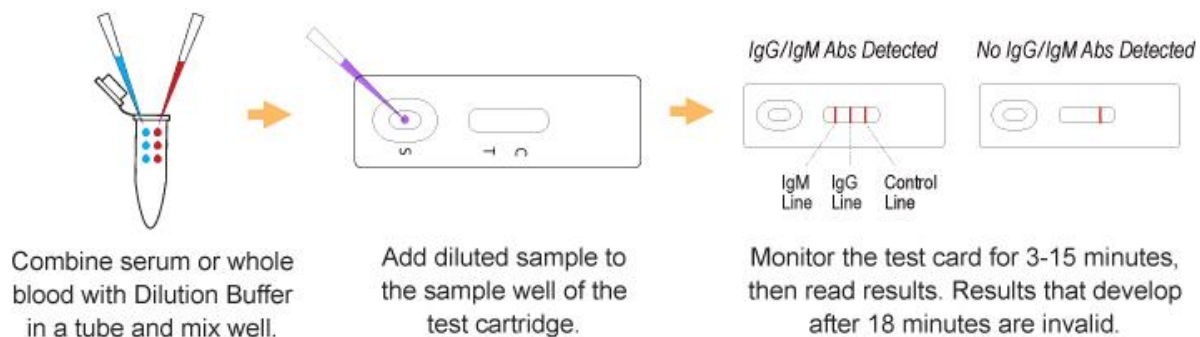 IgG/IgM Abs Detected
No IgG/IgM Abs Detected
S
T
C
IgM
Line
IgG
Line
Control
Line
Combine serum or whole
blood with Dilution Buffer
in a tube and mix well.
Add diluted sample to
the sample well of the
test cartridge.
Monitor the test card for 3-15 minutes,
then read results. Results that develop
after 18 minutes are invalid.